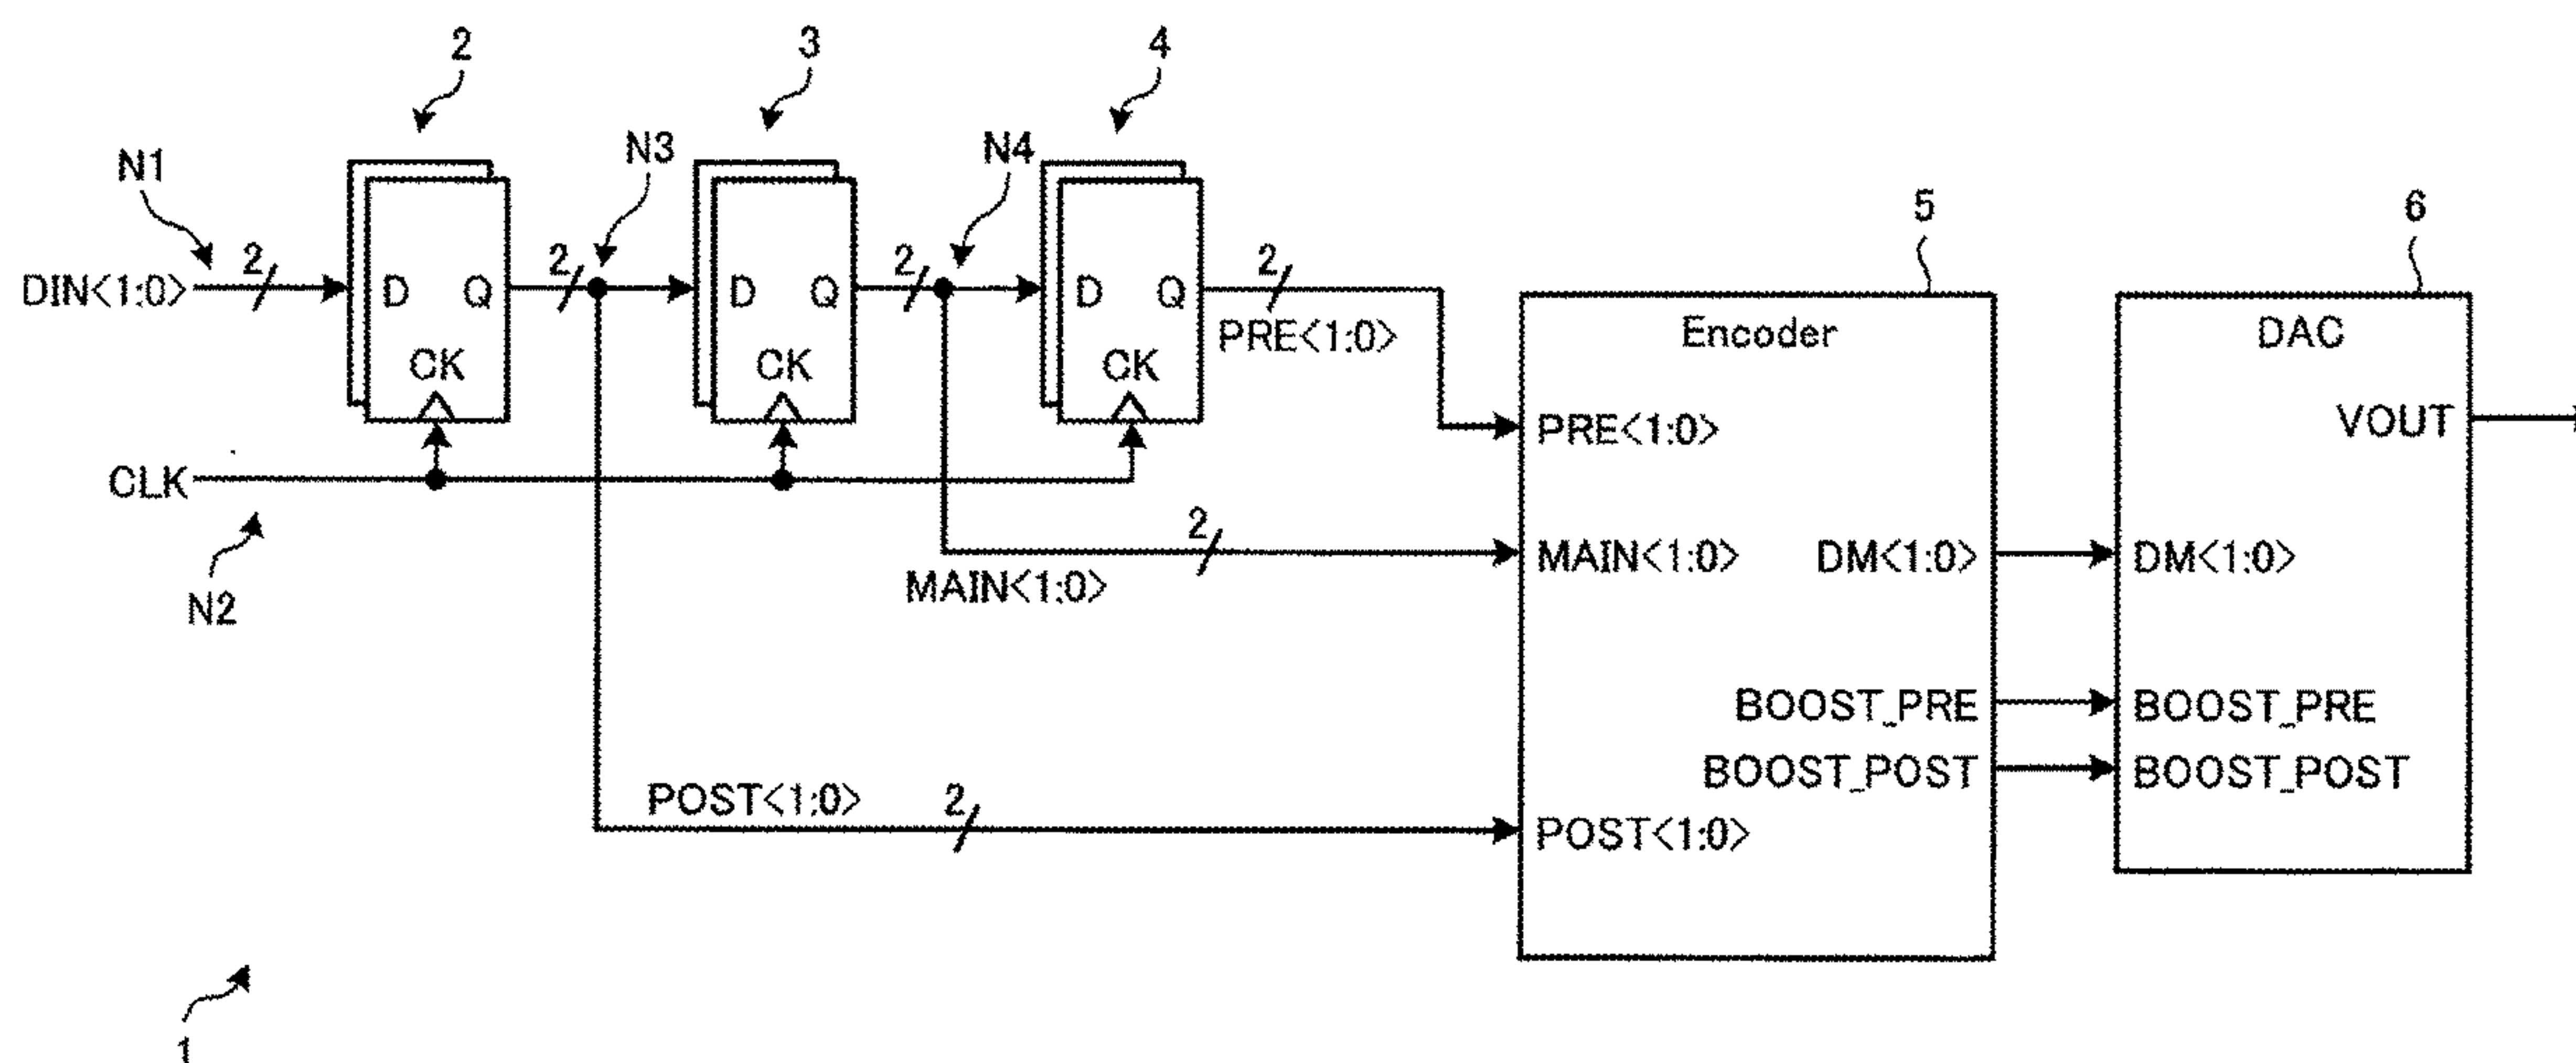 2
3
4
N1
N3
N4
5
6
DIN<1:0>
2
D
Q
CK
2
D
Q
CK
2
D
Q
CK
2
PRE<1:0>
CLK
N2
2
MAIN<1:0>
POST<1:0>
2
Encoder
PRE<1:0>
MAIN<1:0>
DM<1:0>
BOOST_PRE
BOOST_POST
POST<1:0>
DAC
VOUT
DM<1:0>
BOOST_PRE
BOOST_POST
1